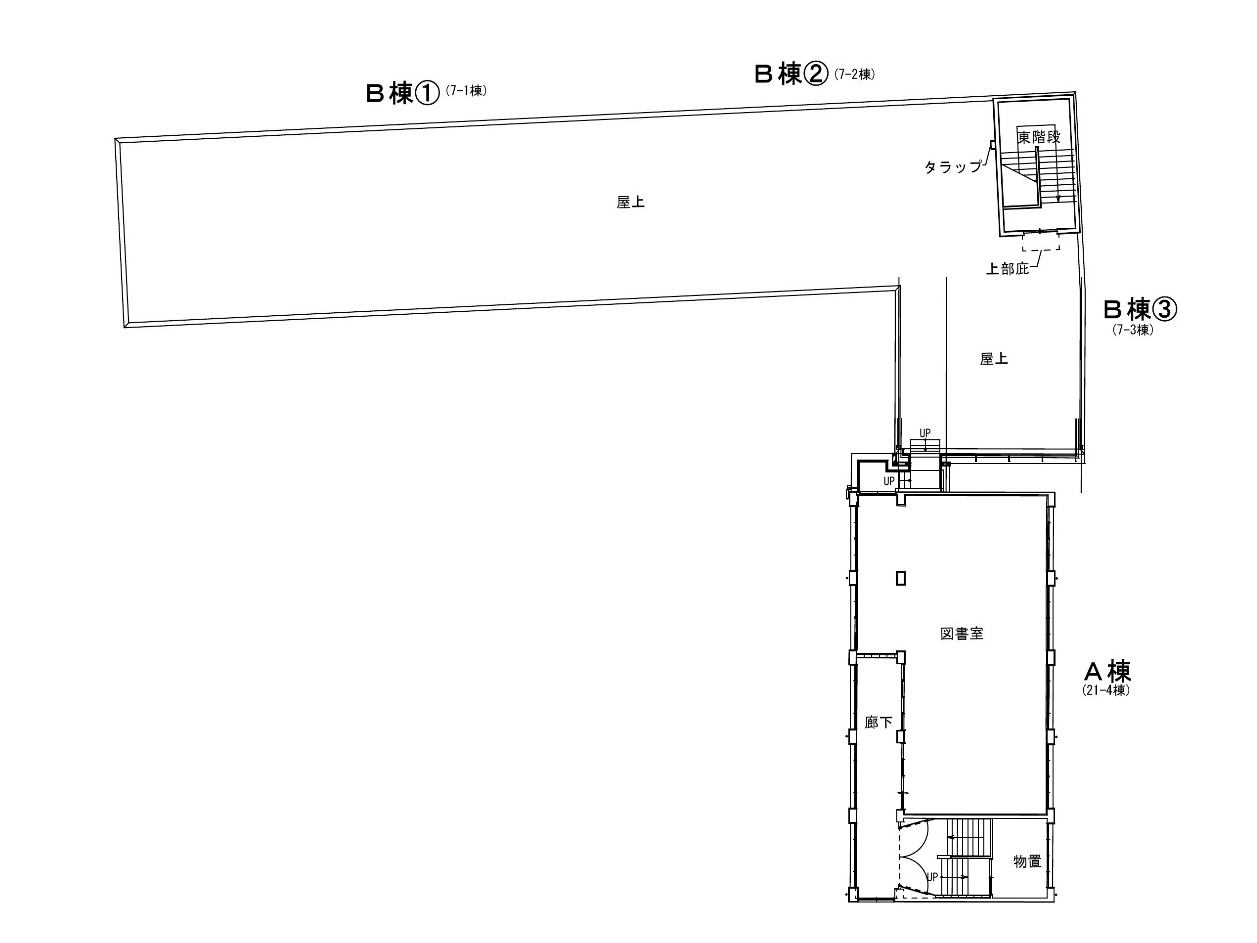 B棟② (7-2棟)
B棟① (7-1棟)
東階段
タラップ
屋上
上部庇
B棟③
(7-3棟)
屋上
UP
UP
図書室
A棟
(21-4棟)
廊下
物置
UP